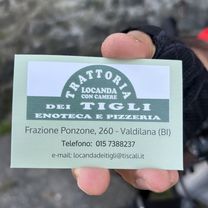 TRATTORIA
LOCANDA
CON CAMERE
DEI TIGLI
ENOTECA E PIZZERIA
Frazione Ponzone, 260 - Valdilana (BI)
Telefono: 015 7388237
e-mail: locandadeitigli@tiscali.it